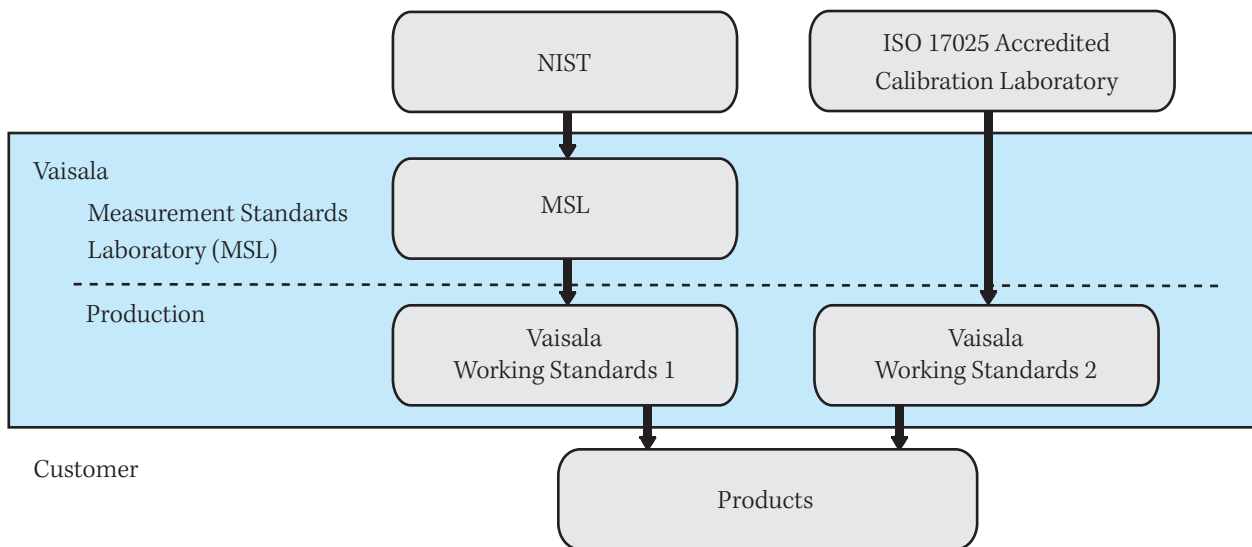 NIST
ISO 17025 Accredited
Calibration Laboratory
Vaisala
Measurement Standards
Laboratory (MSL)
MSL
Production
Vaisala
Working Standards 1
Vaisala
Working Standards 2
Customer
Products